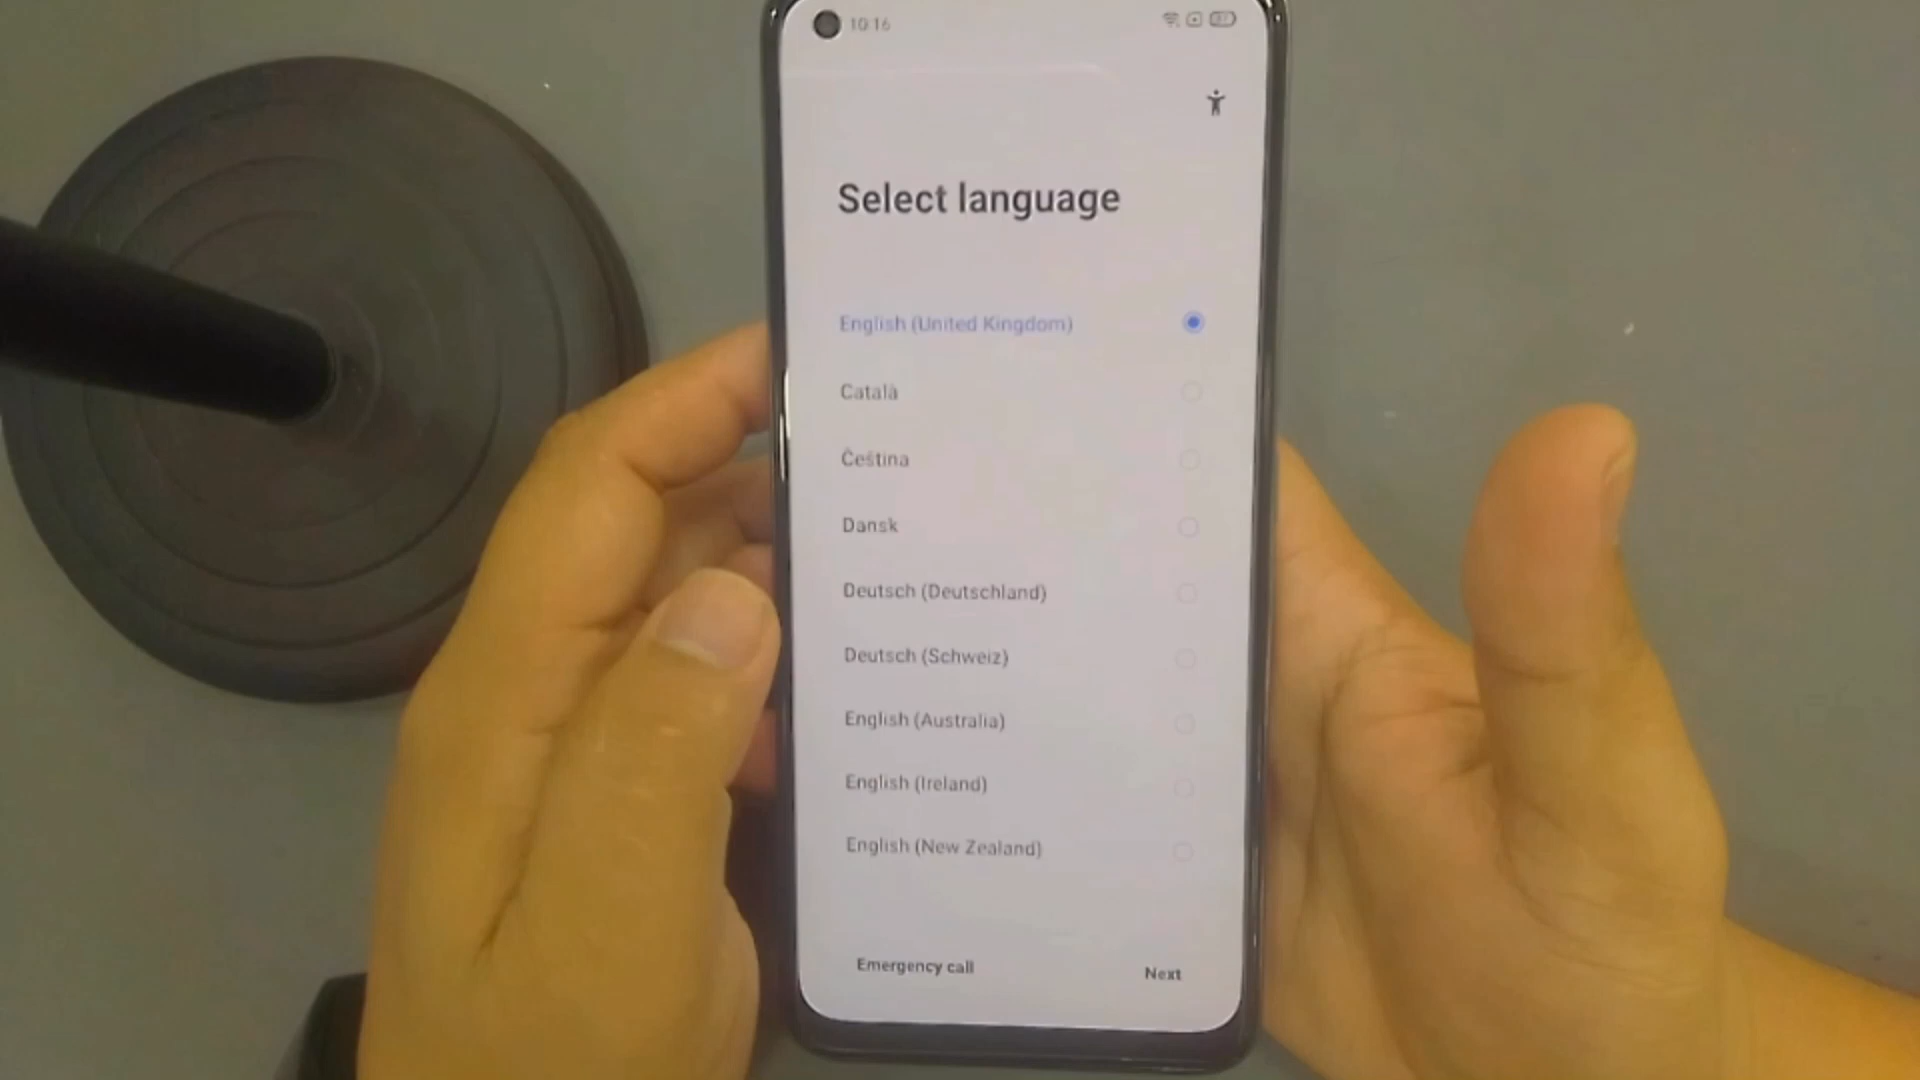 10:16
Select language
English (United Kingdom)
Català
Čeština
Dansk
Deutsch (Deutschland)
Deutsch (Schweiz)
English (Australia)
English (Ireland)
English (New Zealand)
Emergency call
Next